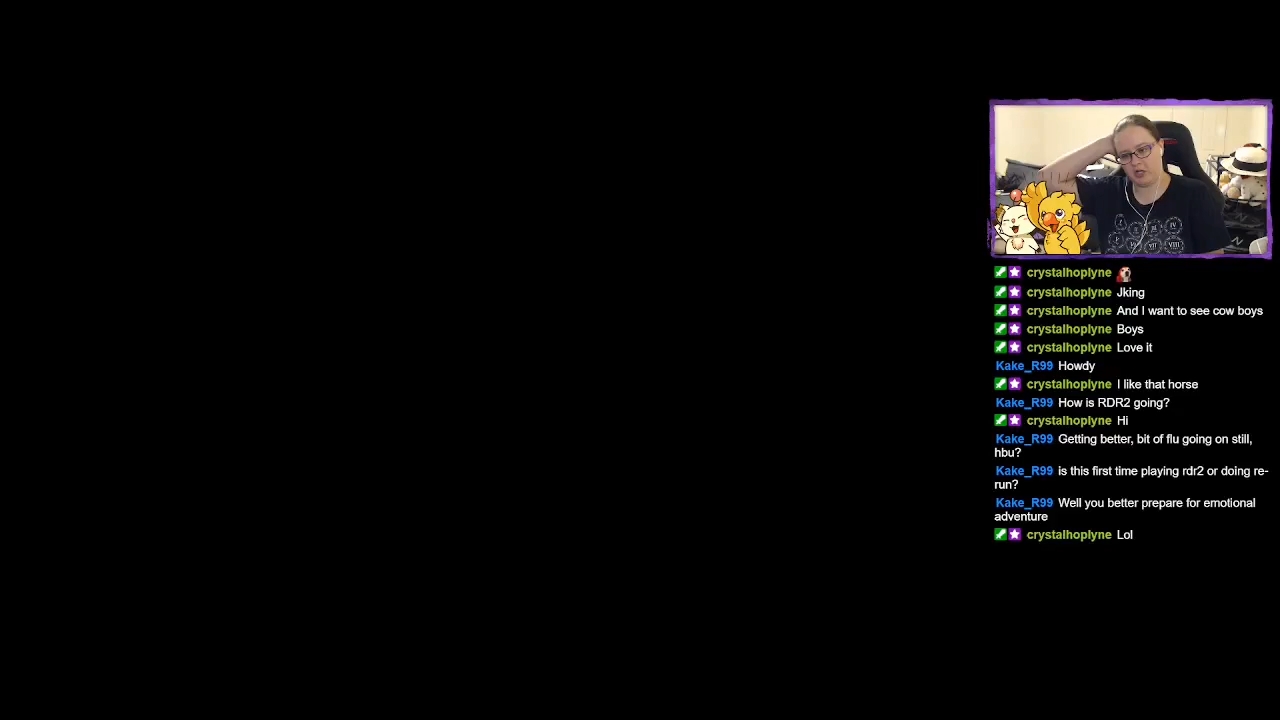 crystalhoplyne
crystalhoplyne Jking
crystalhoplyne And I want to see cow boys
crystalhoplyne Boys
crystalhoplyne Love it
Kake_R99 Howdy
crystalhoplyne I like that horse
Kake_R99 How is RDR2 going?
crystalhoplyne Hi
Kake_R99 Getting better, bit of flu going on still,
hbu?
Kake_R99 is this first time playing rdr2 or doing re-
run?
Kake_R99 Well you better prepare for emotional
adventure
crystalhoplyne Lol